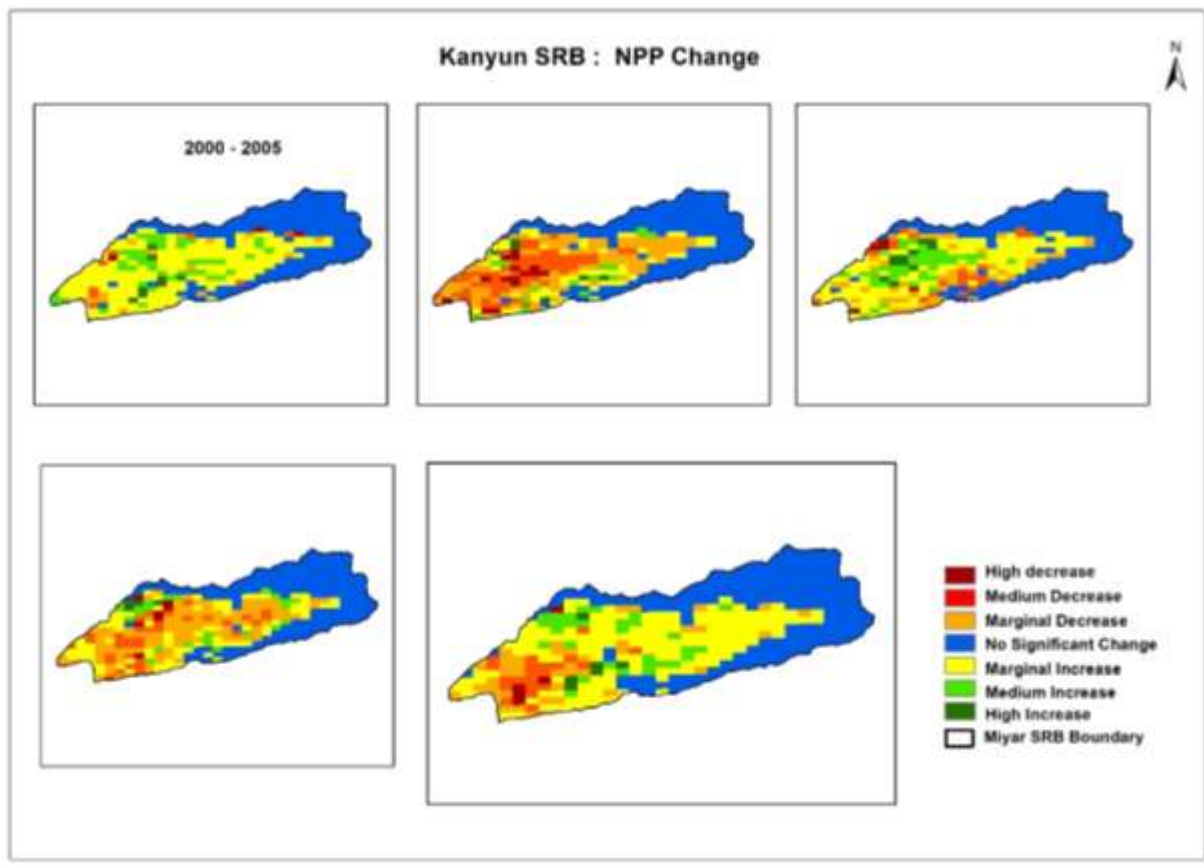 Kanyun SRB : NPP Change
N
2000 - 2005
High decrease
Medium Decrease
Marginal Decrease
No Significant Change
Marginal Increase
Medium Increase
High Increase
Miyar SRB Boundary